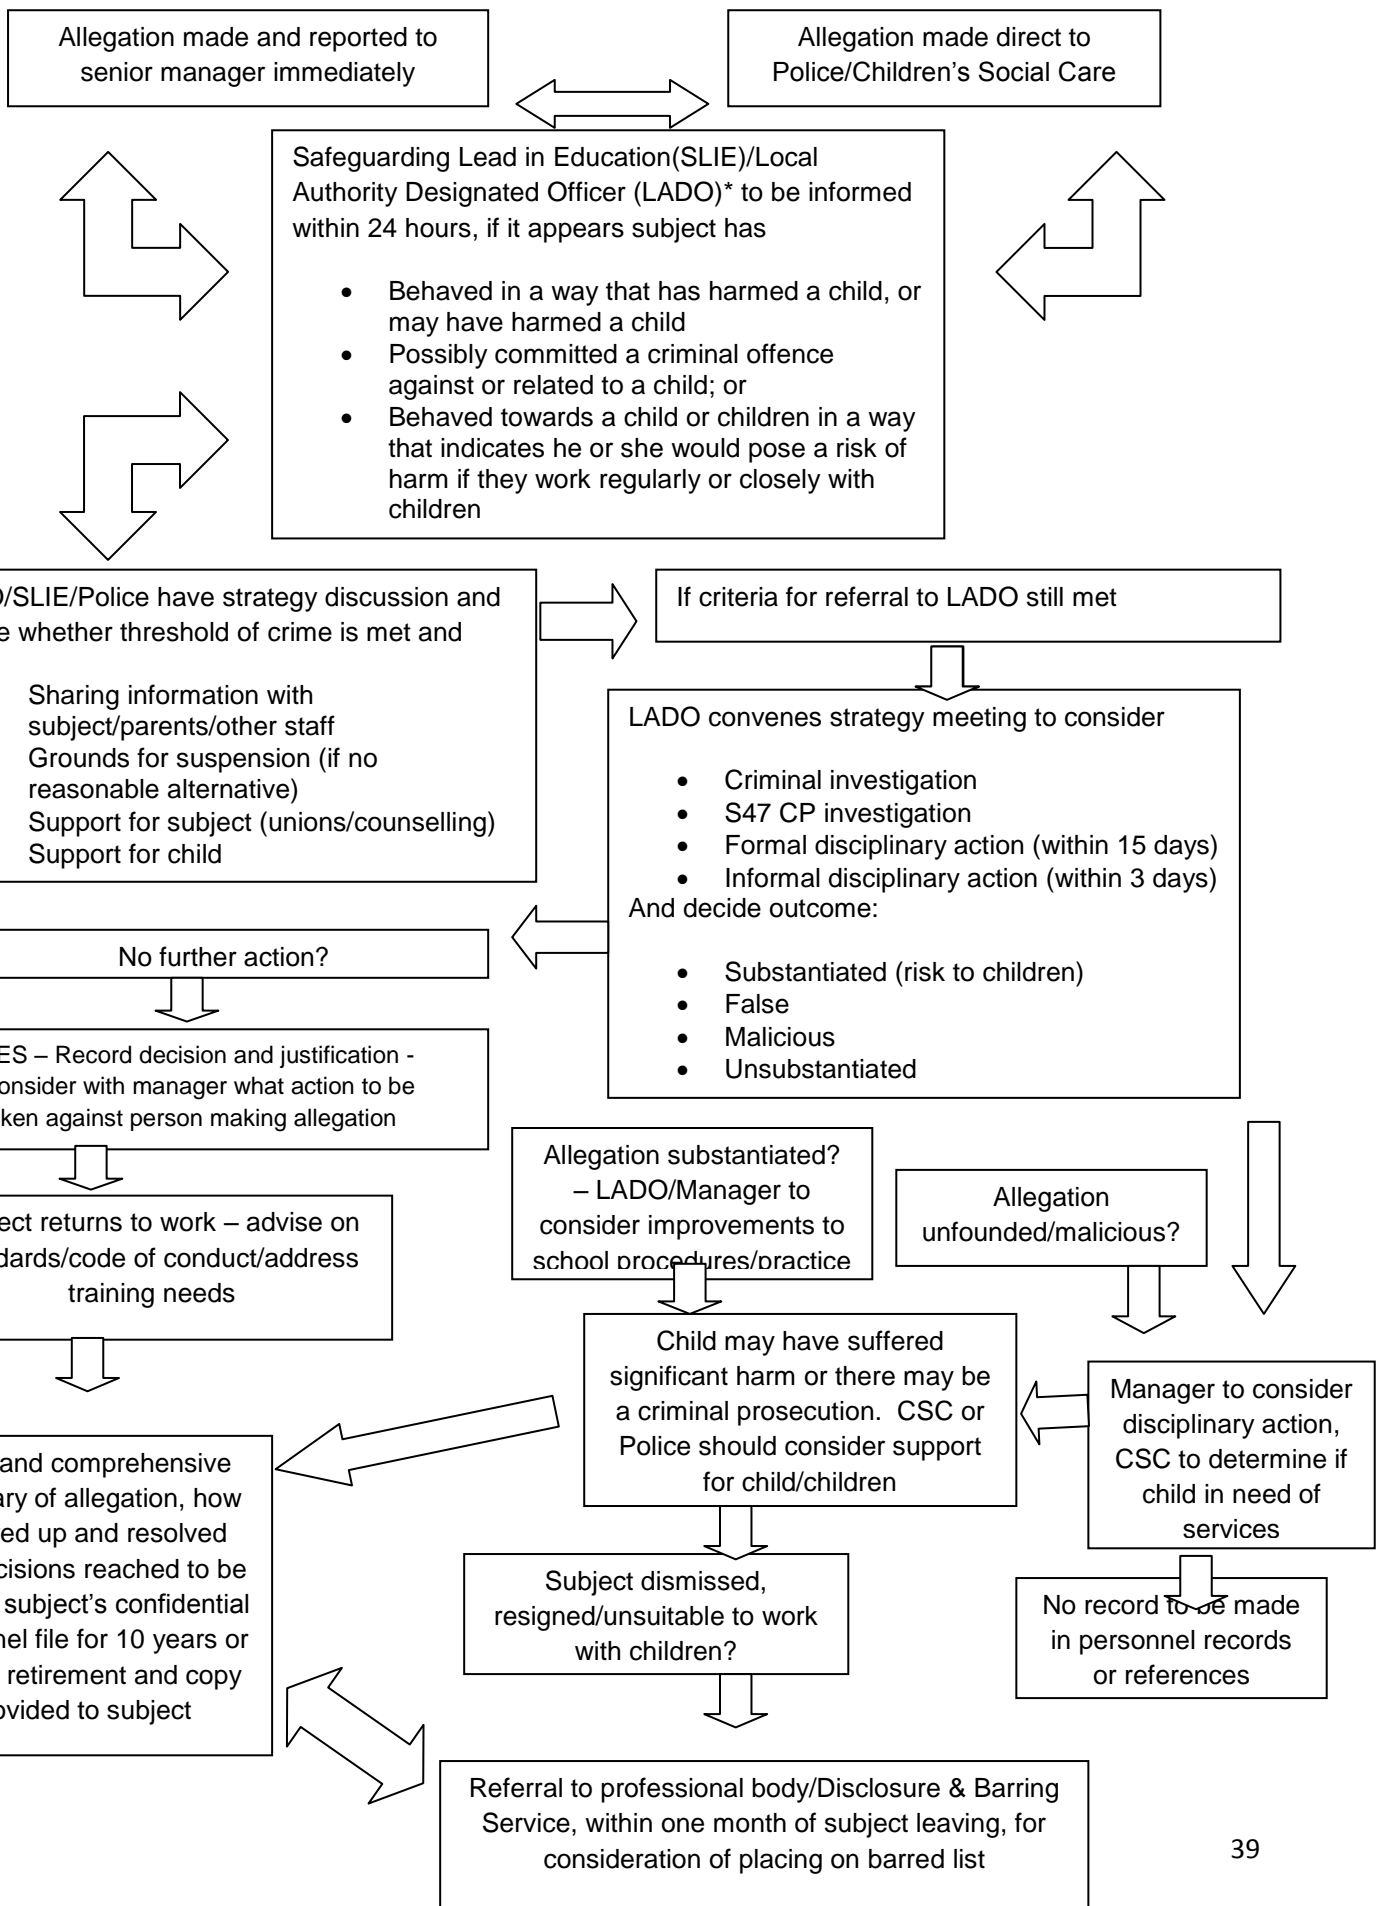 Allegation made and reported to
senior manager immediately
Allegation made direct to
Police/Children's Social Care
Safeguarding Lead in Education(SLIE)/Local
Authority Designated Officer (LADO)* to be informed
within 24 hours, if it appears subject has
• Behaved in a way that has harmed a child, or
may have harmed a child
• Possibly committed a criminal offence
against or related to a child; or
• Behaved towards a child or children in a way
that indicates he or she would pose a risk of
harm if they work regularly or closely with
children
/SLIE/Police have strategy discussion and
whether threshold of crime is met and
Sharing information with
subject/parents/other staff
Grounds for suspension (if no
reasonable alternative)
Support for subject (unions/counselling)
Support for child
If criteria for referral to LADO still met
LADO convenes strategy meeting to consider
• Criminal investigation
• S47 CP investigation
• Formal disciplinary action (within 15 days)
• Informal disciplinary action (within 3 days)
And decide outcome:
• Substantiated (risk to children)
• False
• Malicious
• Unsubstantiated
No further action?
ES – Record decision and justification -
onsider with manager what action to be
ken against person making allegation
ect returns to work – advise on
dards/code of conduct/address
training needs
Allegation substantiated?
– LADO/Manager to
consider improvements to
school procedures/practice
Allegation
unfounded/malicious?
Child may have suffered
significant harm or there may be
a criminal prosecution. CSC or
Police should consider support
for child/children
Manager to consider
disciplinary action,
CSC to determine if
child in need of
services
and comprehensive
ary of allegation, how
ed up and resolved
cisions reached to be
subject's confidential
nel file for 10 years or
retirement and copy
ovided to subject
Subject dismissed,
resigned/unsuitable to work
with children?
No record to be made
in personnel records
or references
Referral to professional body/Disclosure & Barring
Service, within one month of subject leaving, for
consideration of placing on barred list
39